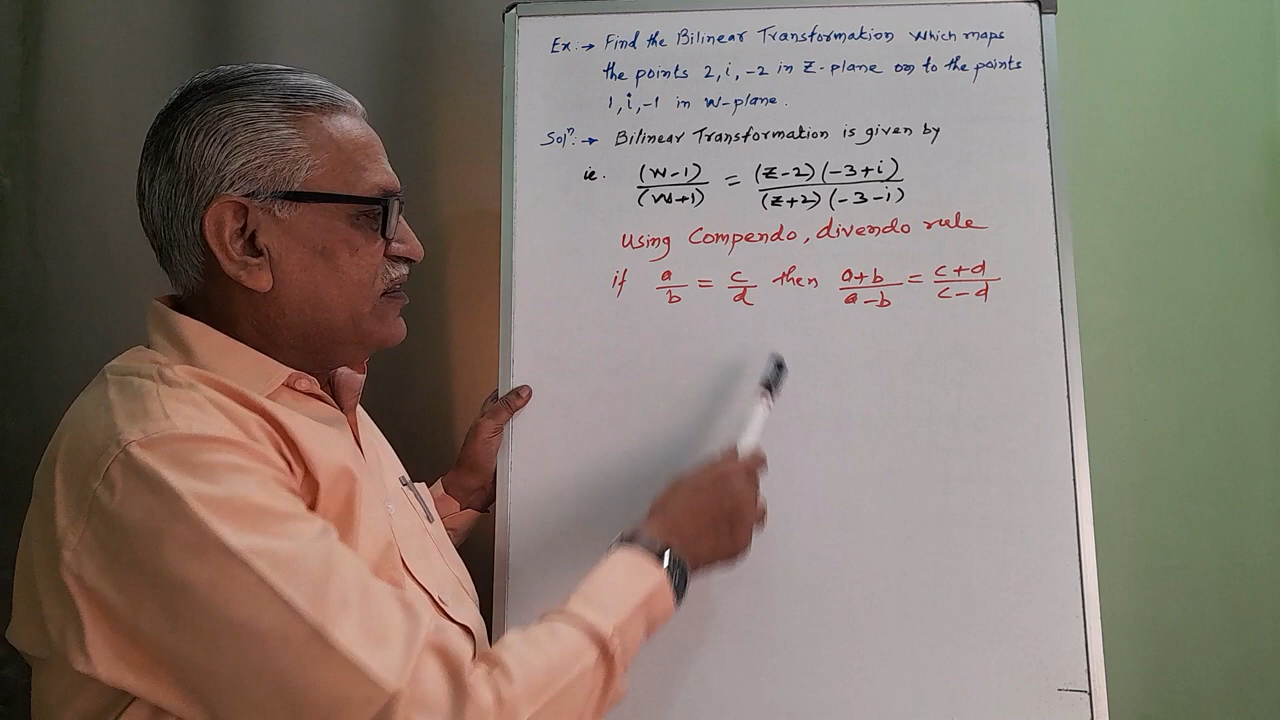 Ex:→ Find the Bilinear Transformation which maps
the points 2, i, -2 in Z-plane on to the points
1, i, -1 in w-plane.
Solⁿ:→ Bilinear Transformation is given by
ie. (w-1)/(w+1) = (z-2)(-3+i)/(z+2)(-3-i)
Using Compendo, divendo rule
if a/b = c/d then a+b/a-b = c+d/c-d